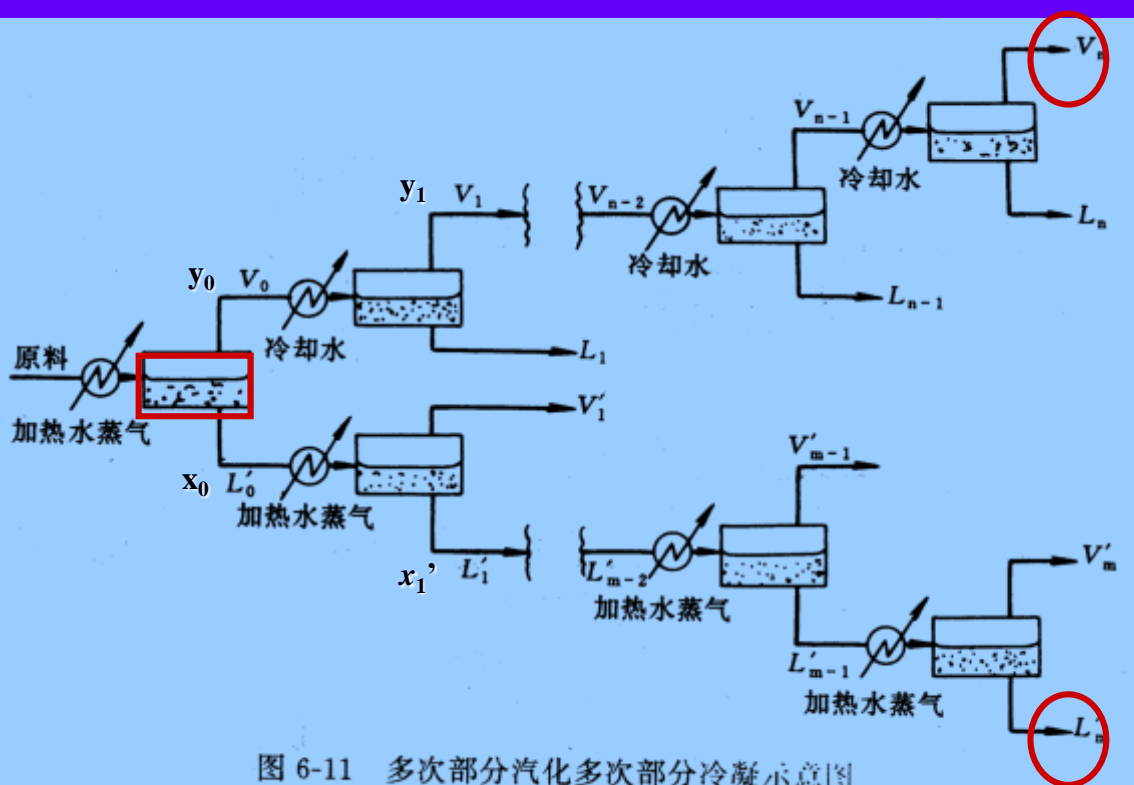 Vₙ
Vₙ₋₁
冷却水
Lₙ
y₁ V₁ Vₙ₋₂
冷却水
Lₙ₋₁
y₀ V₀
冷却水
L₁
原料
加热水蒸气
V₁′
x₀ L₀′
加热水蒸气
V′ₘ₋₁
x₁’ L₁′ L′ₘ₋₂
加热水蒸气
V′ₘ
L′ₘ₋₁
加热水蒸气
图 6-11 多次部分汽化多次部分冷凝示意图